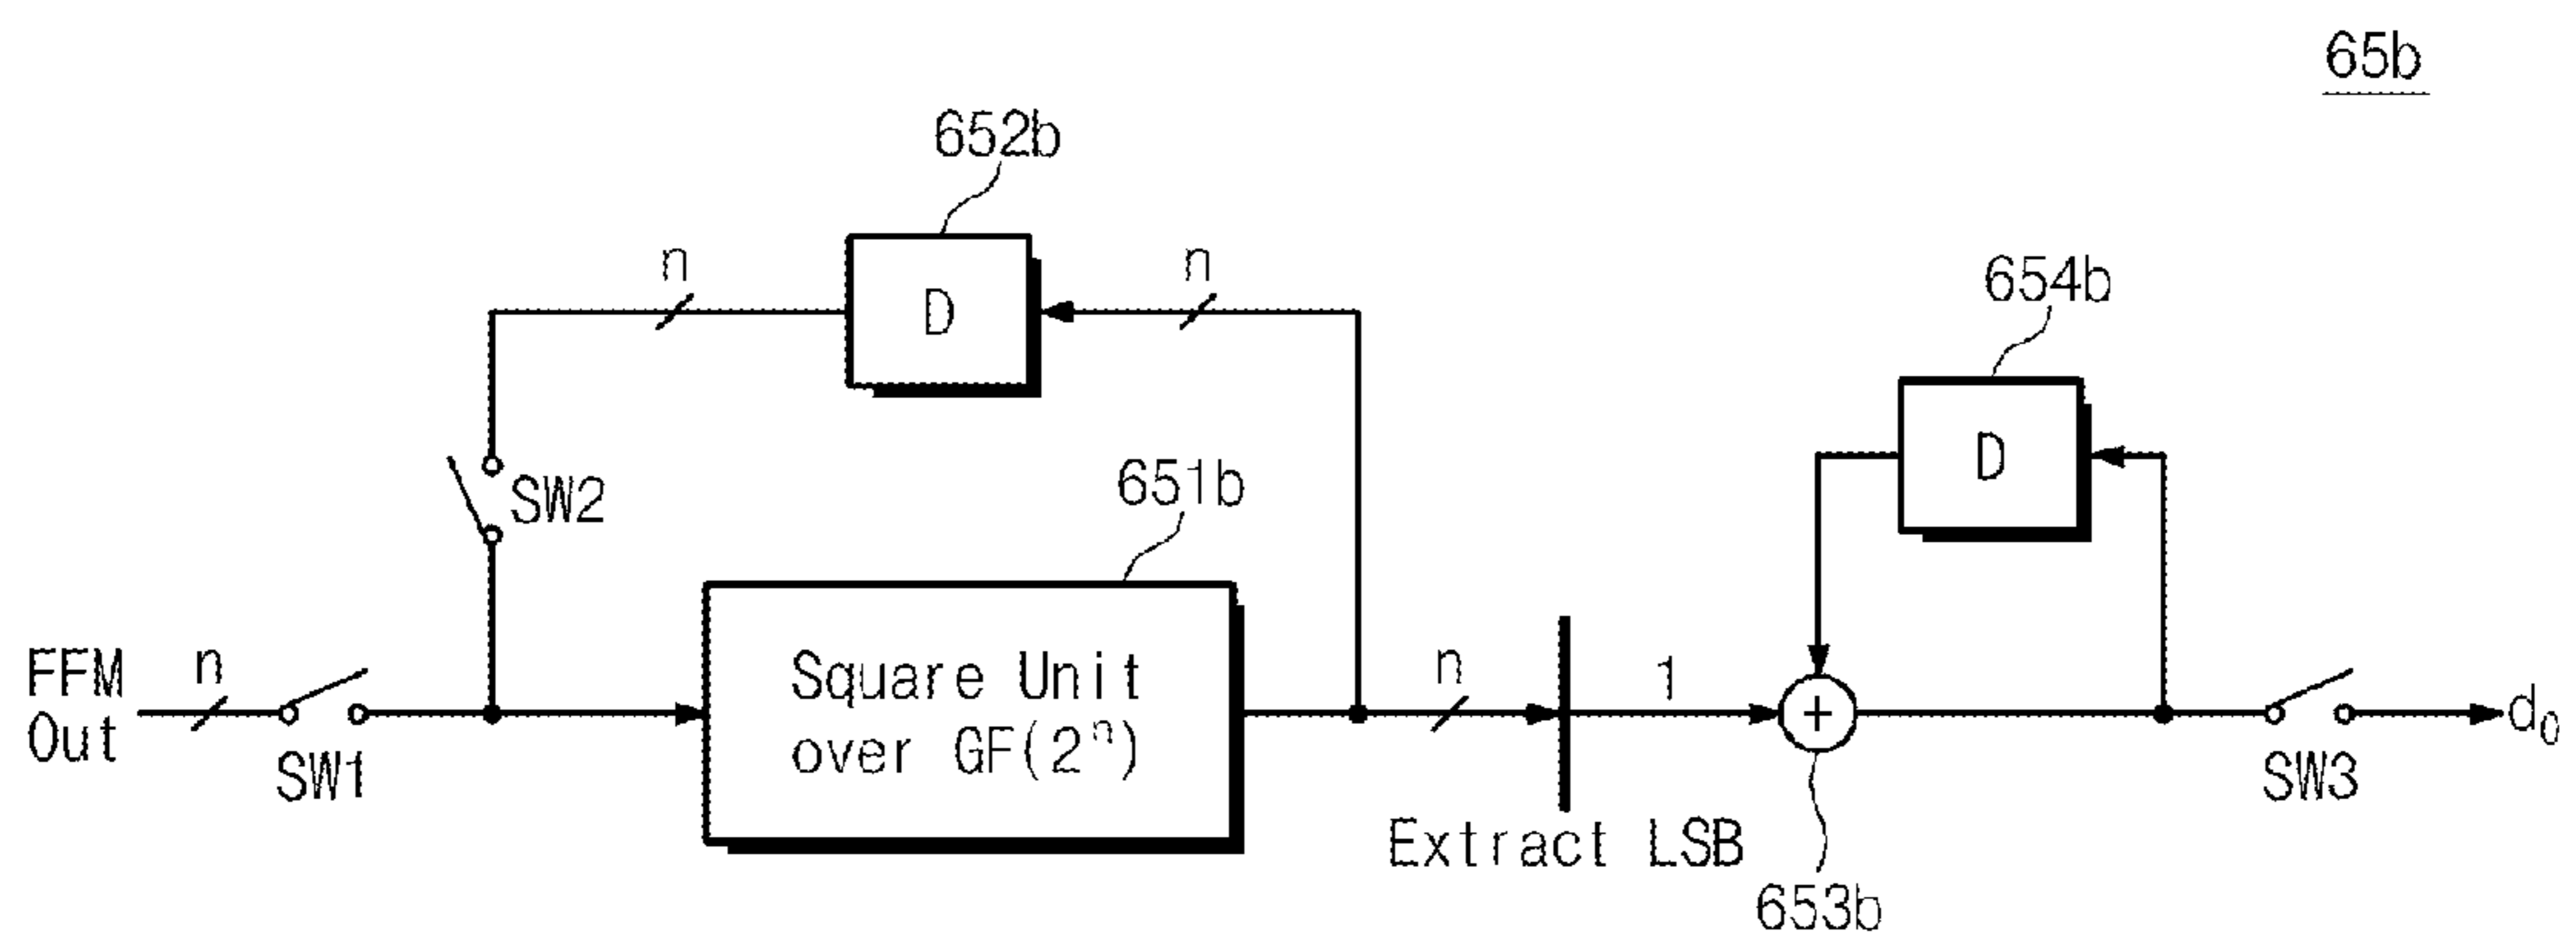 65b
652b
n
n
D
654b
D
SW2
651b
FFM
Out
n
SW1
Square Unit
over GF(2ⁿ)
n
1
+
d₀
SW3
Extract LSB
653b